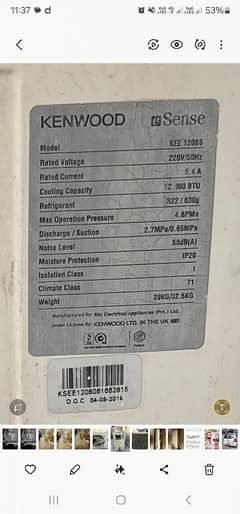 11:37
53%
KENWOOD eSense
Model KEE 1208S
Rated Voltage 220V/50Hz
Rated Current 5.4 A
Cooling Capacity 12,000 BTU
Refrigerant R22 / 630g
Max Operation Pressure 4.8MPa
Discharge / Suction 2.7MPa/0.65MPa
Noise Level 50dB(A)
Moisture Protection IP20
Isolation Class I
Climate Class T1
Weight 29KG/32.5KG
Manufactured By: RSI Electrical Appliances (Pvt.) Ltd.
Under License By: KENWOOD LTD. IN THE UK
KSEE1208081662815
D O C 04-08-2016